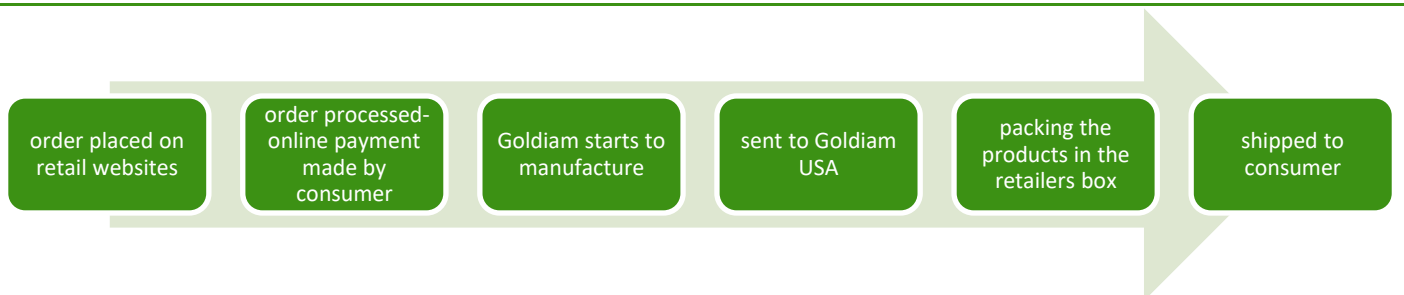 order placed on
retail websites
order processed-
online payment
made by
consumer
Goldiam starts to
manufacture
sent to Goldiam
USA
packing the
products in the
retailers box
shipped to
consumer